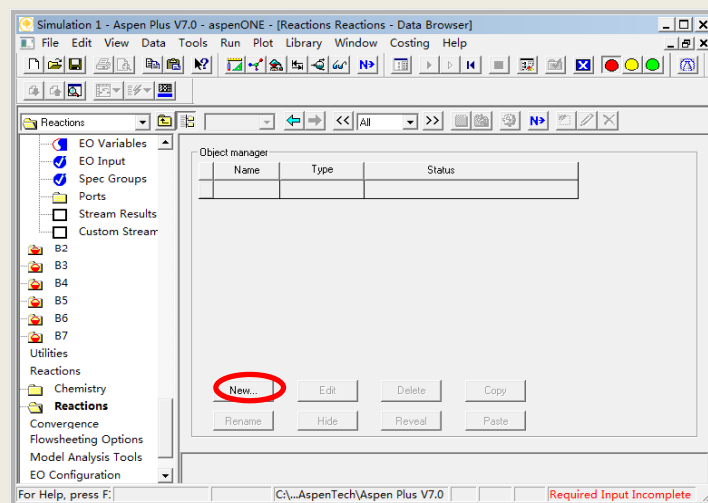 Simulation 1 - Aspen Plus V7.0 - aspenONE - [Reactions Reactions - Data Browser]
File Edit View Data Tools Run Plot Library Window Costing Help
N>
Reactions
<< All >> N>
EO Variables
EO Input
Spec Groups
Ports
Stream Results
Custom Stream
B2
B3
B4
B5
B6
B7
Utilities
Reactions
Chemistry
Reactions
Convergence
Flowsheeting Options
Model Analysis Tools
EO Configuration
Object manager
Name Type Status
New... Edit Delete Copy
Rename Hide Reveal Paste
For Help, press F: C:\...AspenTech\Aspen Plus V7.0 Required Input Incomplete